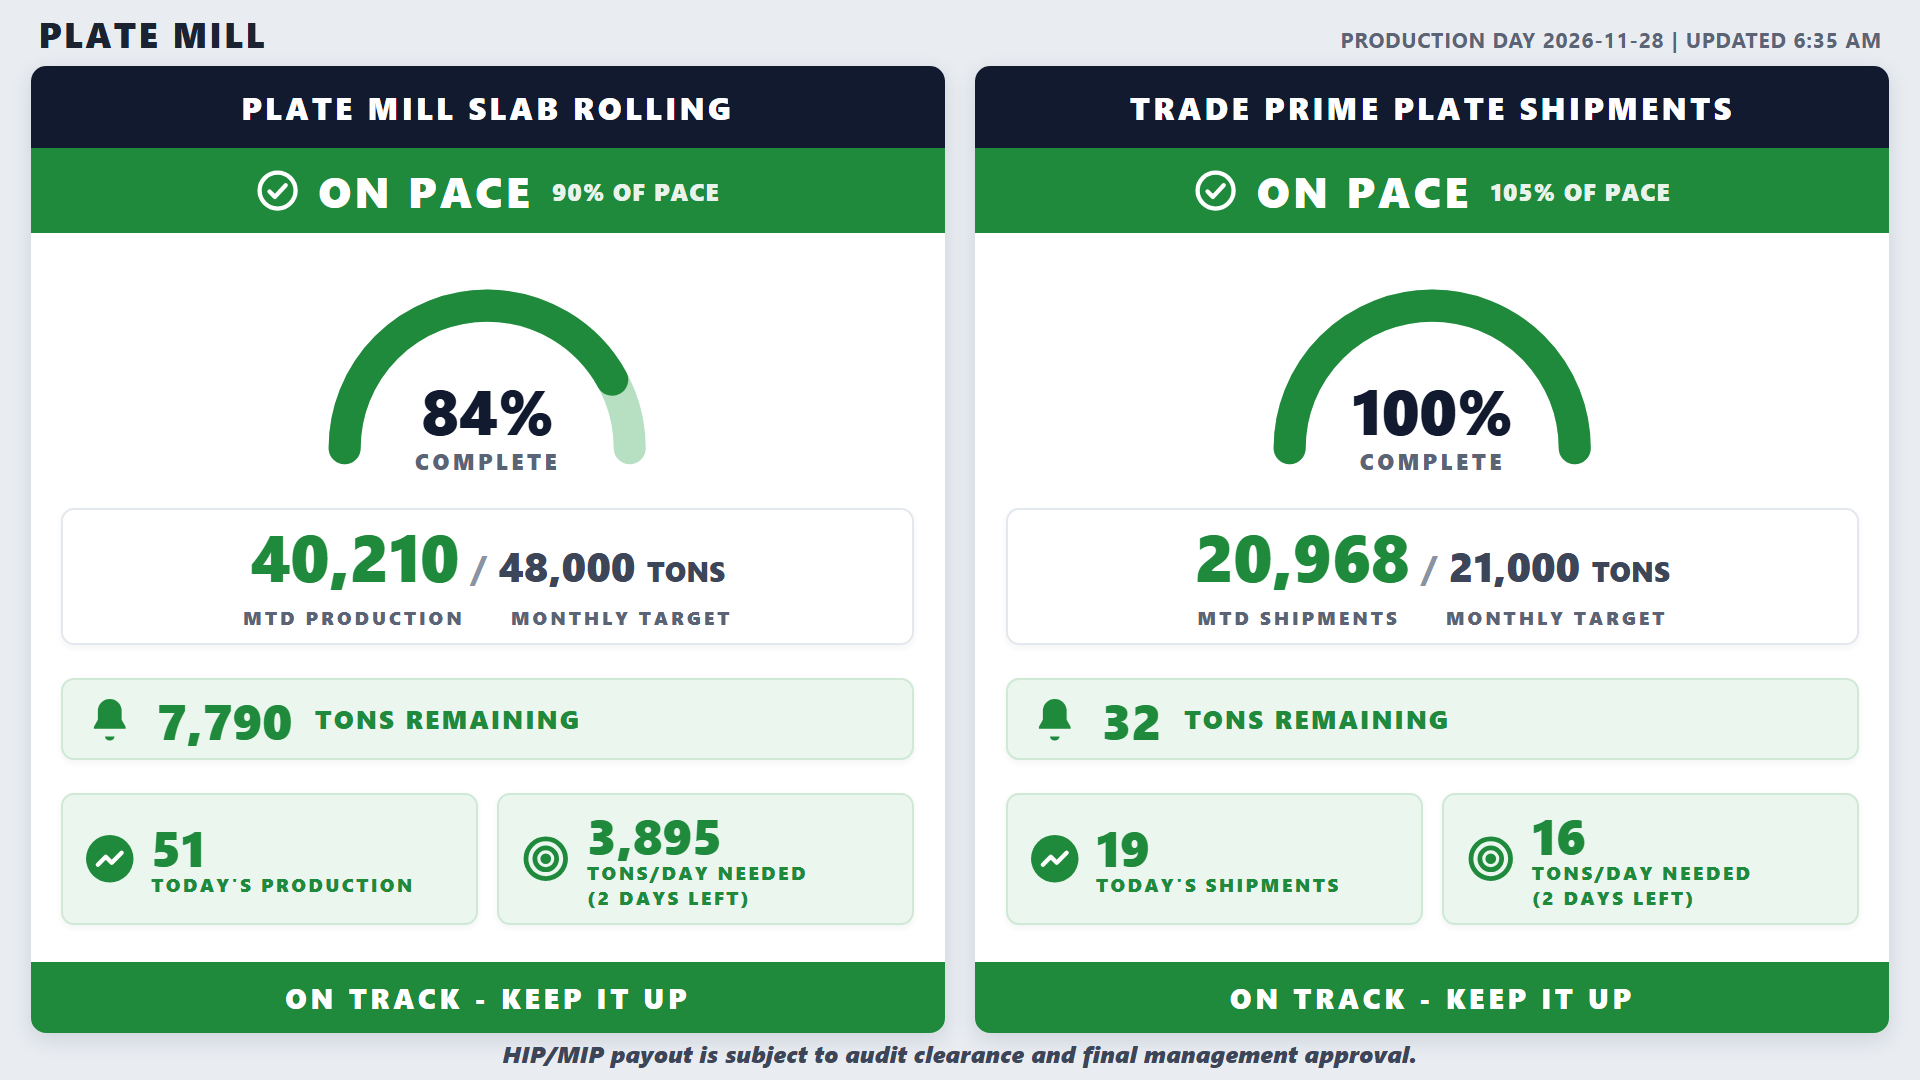 PLATE MILL
PRODUCTION DAY 2026-11-28 | UPDATED 6:35 AM
PLATE MILL SLAB ROLLING
ON PACE 90% OF PACE
84%
COMPLETE
40,210 / 48,000 TONS
MTD PRODUCTION MONTHLY TARGET
7,790 TONS REMAINING
51
TODAY'S PRODUCTION
3,895
TONS/DAY NEEDED
(2 DAYS LEFT)
ON TRACK - KEEP IT UP
TRADE PRIME PLATE SHIPMENTS
ON PACE 105% OF PACE
100%
COMPLETE
20,968 / 21,000 TONS
MTD SHIPMENTS MONTHLY TARGET
32 TONS REMAINING
19
TODAY'S SHIPMENTS
16
TONS/DAY NEEDED
(2 DAYS LEFT)
ON TRACK - KEEP IT UP
HIP/MIP payout is subject to audit clearance and final management approval.